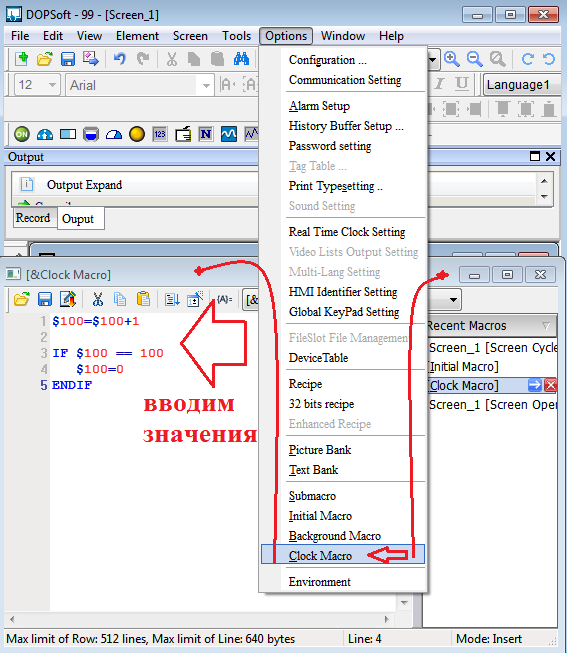 DOPSoft - 99 - [Screen_1]
File Edit View Element Screen Tools Options Window Help
12 Arial
A A I U Language1
ON 123 N
Output
Output Expand
Record Ouput
Configuration ...
Communication Setting
Alarm Setup
History Buffer Setup ...
Password setting
Tag Table ...
Print Typesetting ..
Sound Setting
Real Time Clock Setting
Video Lists Output Setting
Multi-Lang Setting
HMI Identifier Setting
Global KeyPad Setting
FileSlot File Managemen
DeviceTable
Recipe
32 bits recipe
Enhanced Recipe
Picture Bank
Text Bank
Submacro
Initial Macro
Background Macro
Clock Macro
Environment
[&Clock Macro]
{A}= [&
1 $100=$100+1
2
3 IF $100 == 100
4 $100=0
5 ENDIF
вводим
значения
Recent Macros
Screen_1 [Screen Cycle
[Initial Macro]
[Clock Macro]
Screen_1 [Screen Oper
Max limit of Row: 512 lines, Max limit of Line: 640 bytes Line: 4 Mode: Insert